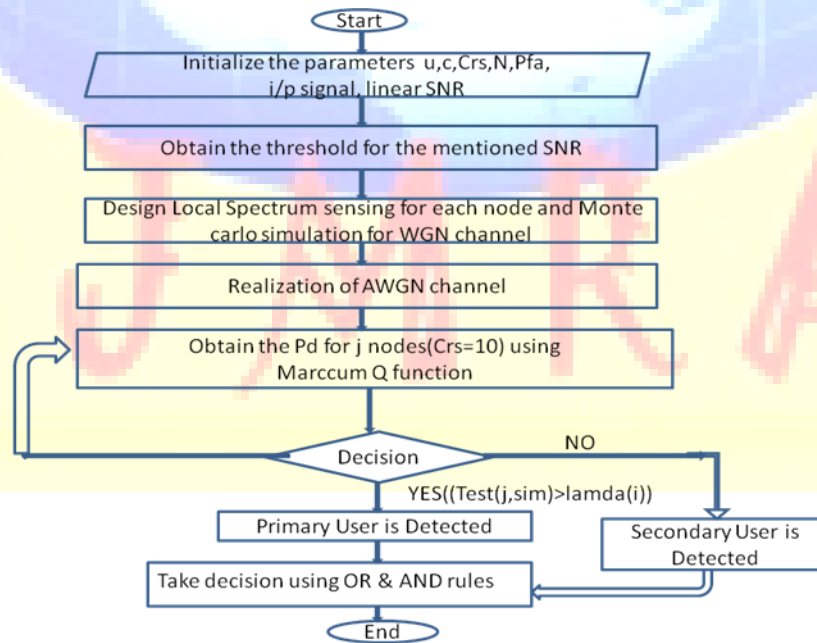 Start
Initialize the parameters u,c,Crs,N,Pfa,
i/p signal, linear SNR
Obtain the threshold for the mentioned SNR
Design Local Spectrum sensing for each node and Monte
carlo simulation for WGN channel
Realization of AWGN channel
Obtain the Pd for j nodes(Crs=10) using
Marccum Q function
Decision
NO
YES((Test(j,sim)>lamda(i))
Primary User is Detected
Secondary User is
Detected
Take decision using OR & AND rules
End
J M R A